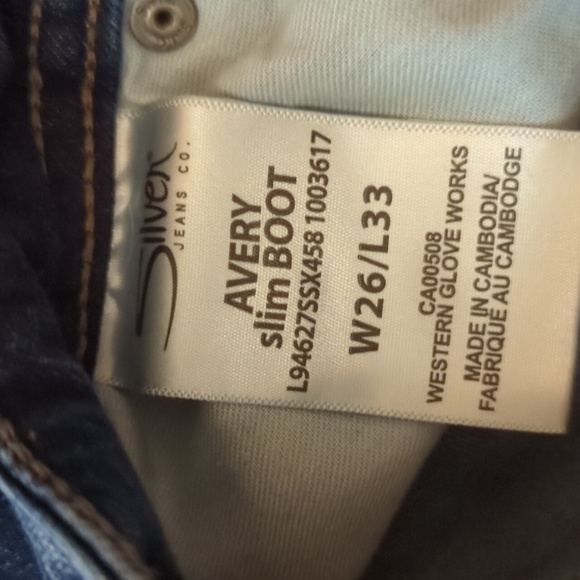 Silver
JEANS CO.
AVERY
slim BOOT
L94627SSX458 1003617
W26/L33
CA00508
WESTERN GLOVE WORKS
MADE IN CAMBODIA/
FABRIQUÉ AU CAMBODGE